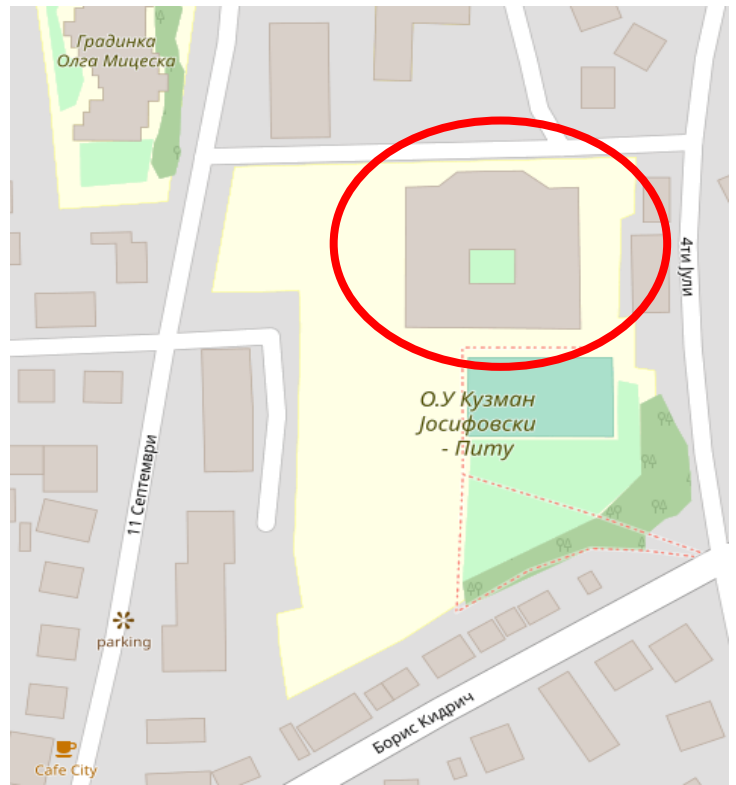 Градинка
Олга Мицеска
4ти Јули
О.У Кузман
Јосифовски
- Питу
11 Септември
parking
Борис Кидрич
Cafe City